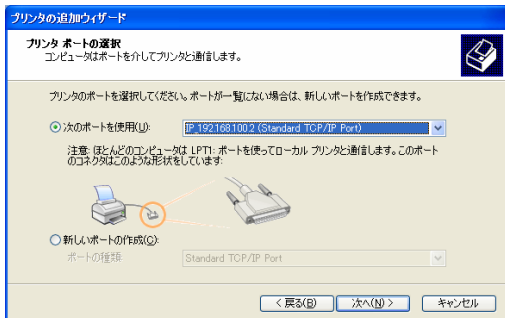 プリンタの追加ウィザード
プリンタ ポートの選択
コンピュータはポートを介してプリンタと通信します。
プリンタのポートを選択してください。ポートが一覧にない場合は、新しいポートを作成できます。
次のポートを使用(U):
IP_192.168.100.2 (Standard TCP/IP Port)
注意: ほとんどのコンピュータは LPT1: ポートを使ってローカル プリンタと通信します。このポート
のコネクタはこのような形状をしています:
新しいポートの作成(C):
ポートの種類:
Standard TCP/IP Port
< 戻る(B)
次へ(N) >
キャンセル